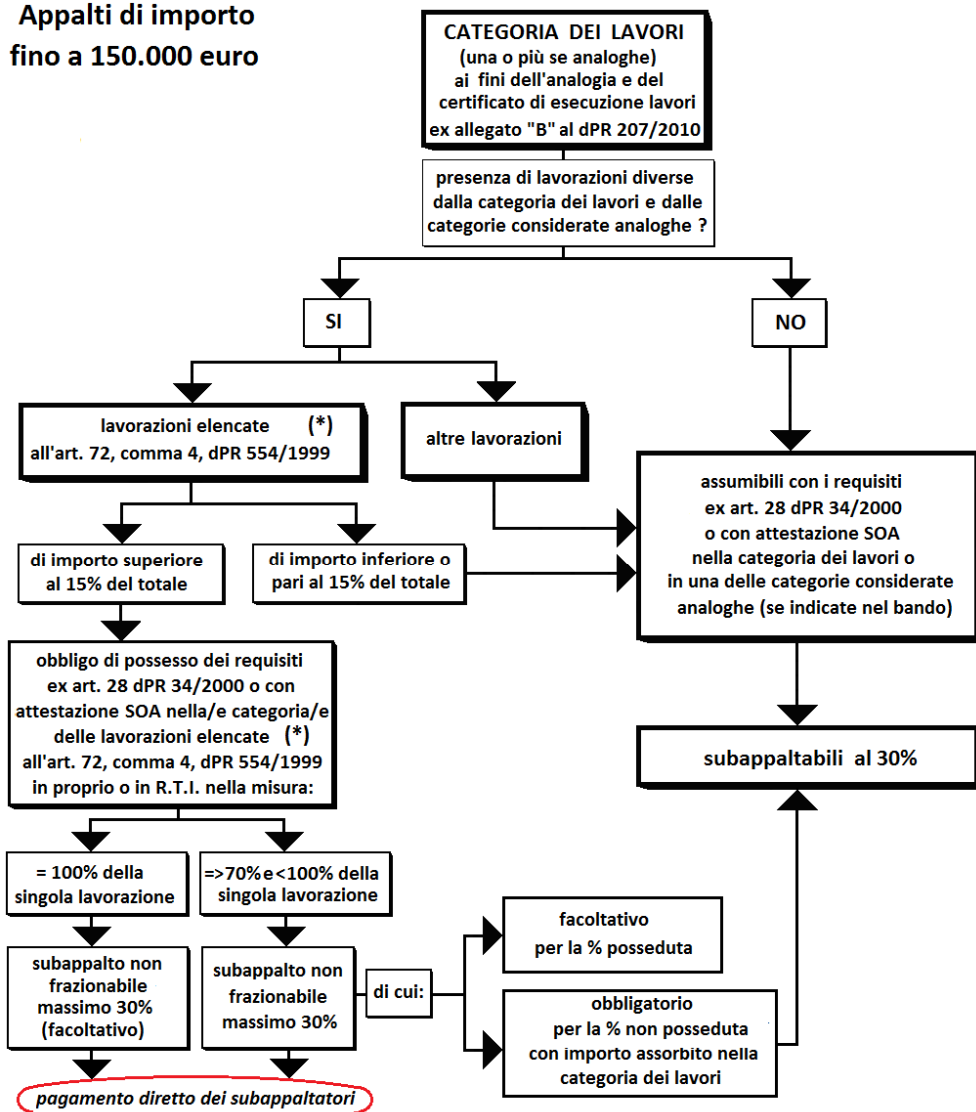 Appalti di importo
fino a 150.000 euro
CATEGORIA DEI LAVORI
(una o più se analoghe)
ai fini dell'analogia e del
certificato di esecuzione lavori
ex allegato "B" al dPR 207/2010
presenza di lavorazioni diverse
dalla categoria dei lavori e dalle
categorie considerate analoghe ?
SI
NO
lavorazioni elencate (*)
all'art. 72, comma 4, dPR 554/1999
altre lavorazioni
assumibili con i requisiti
ex art. 28 dPR 34/2000
o con attestazione SOA
nella categoria dei lavori o
in una delle categorie considerate
analoghe (se indicate nel bando)
di importo superiore
al 15% del totale
di importo inferiore o
pari al 15% del totale
obbligo di possesso dei requisiti
ex art. 28 dPR 34/2000 o con
attestazione SOA nella/e categoria/e
delle lavorazioni elencate (*)
all'art. 72, comma 4, dPR 554/1999
in proprio o in R.T.I. nella misura:
subappaltabili al 30%
= 100% della
singola lavorazione
=>70% e <100% della
singola lavorazione
subappalto non
frazionabile
massimo 30%
(facoltativo)
subappalto non
frazionabile
massimo 30%
di cui:
facoltativo
per la % posseduta
obbligatorio
per la % non posseduta
con importo assorbito nella
categoria dei lavori
pagamento diretto dei subappaltatori